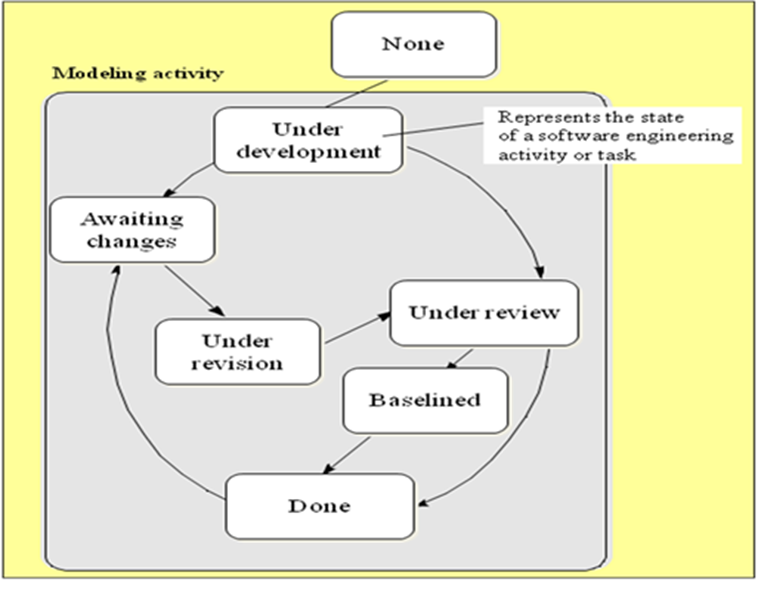 None
Modeling activity
Under
development
Represents the state
of a software engineering
activity or task
Awaiting
changes
Under review
Under
revision
Baselined
Done